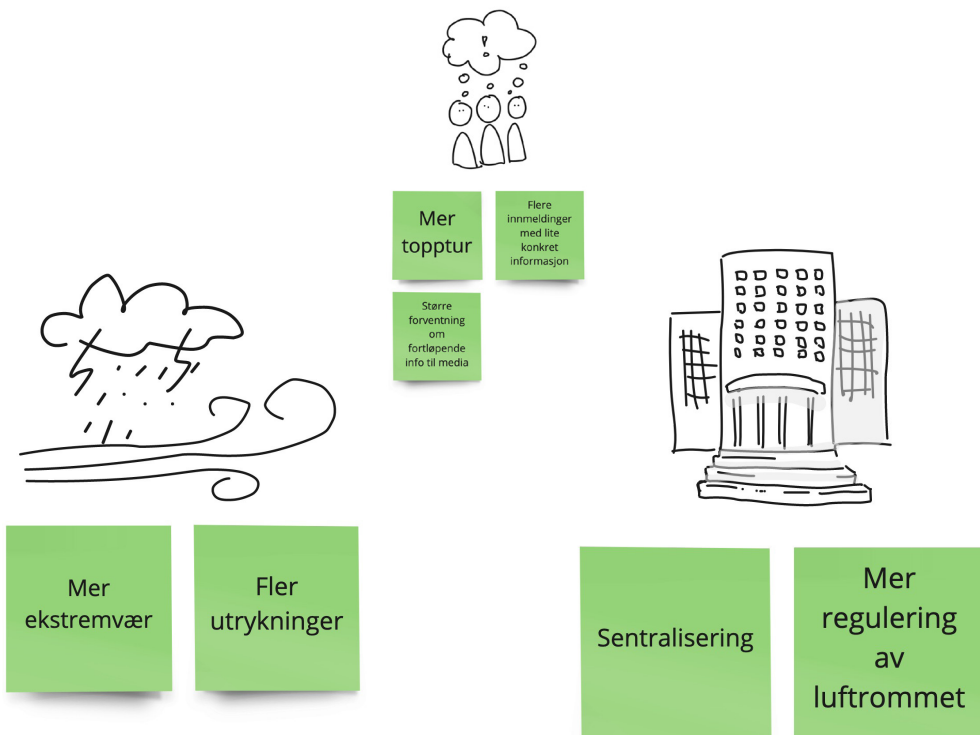 Mer
topptur
Flere
innmeldinger
med lite
konkret
informasjon
Større
forventning
om
fortløpende
info til media
Mer
ekstremvær
Fler
utrykninger
Sentralisering
Mer
regulering
av
luftrommet